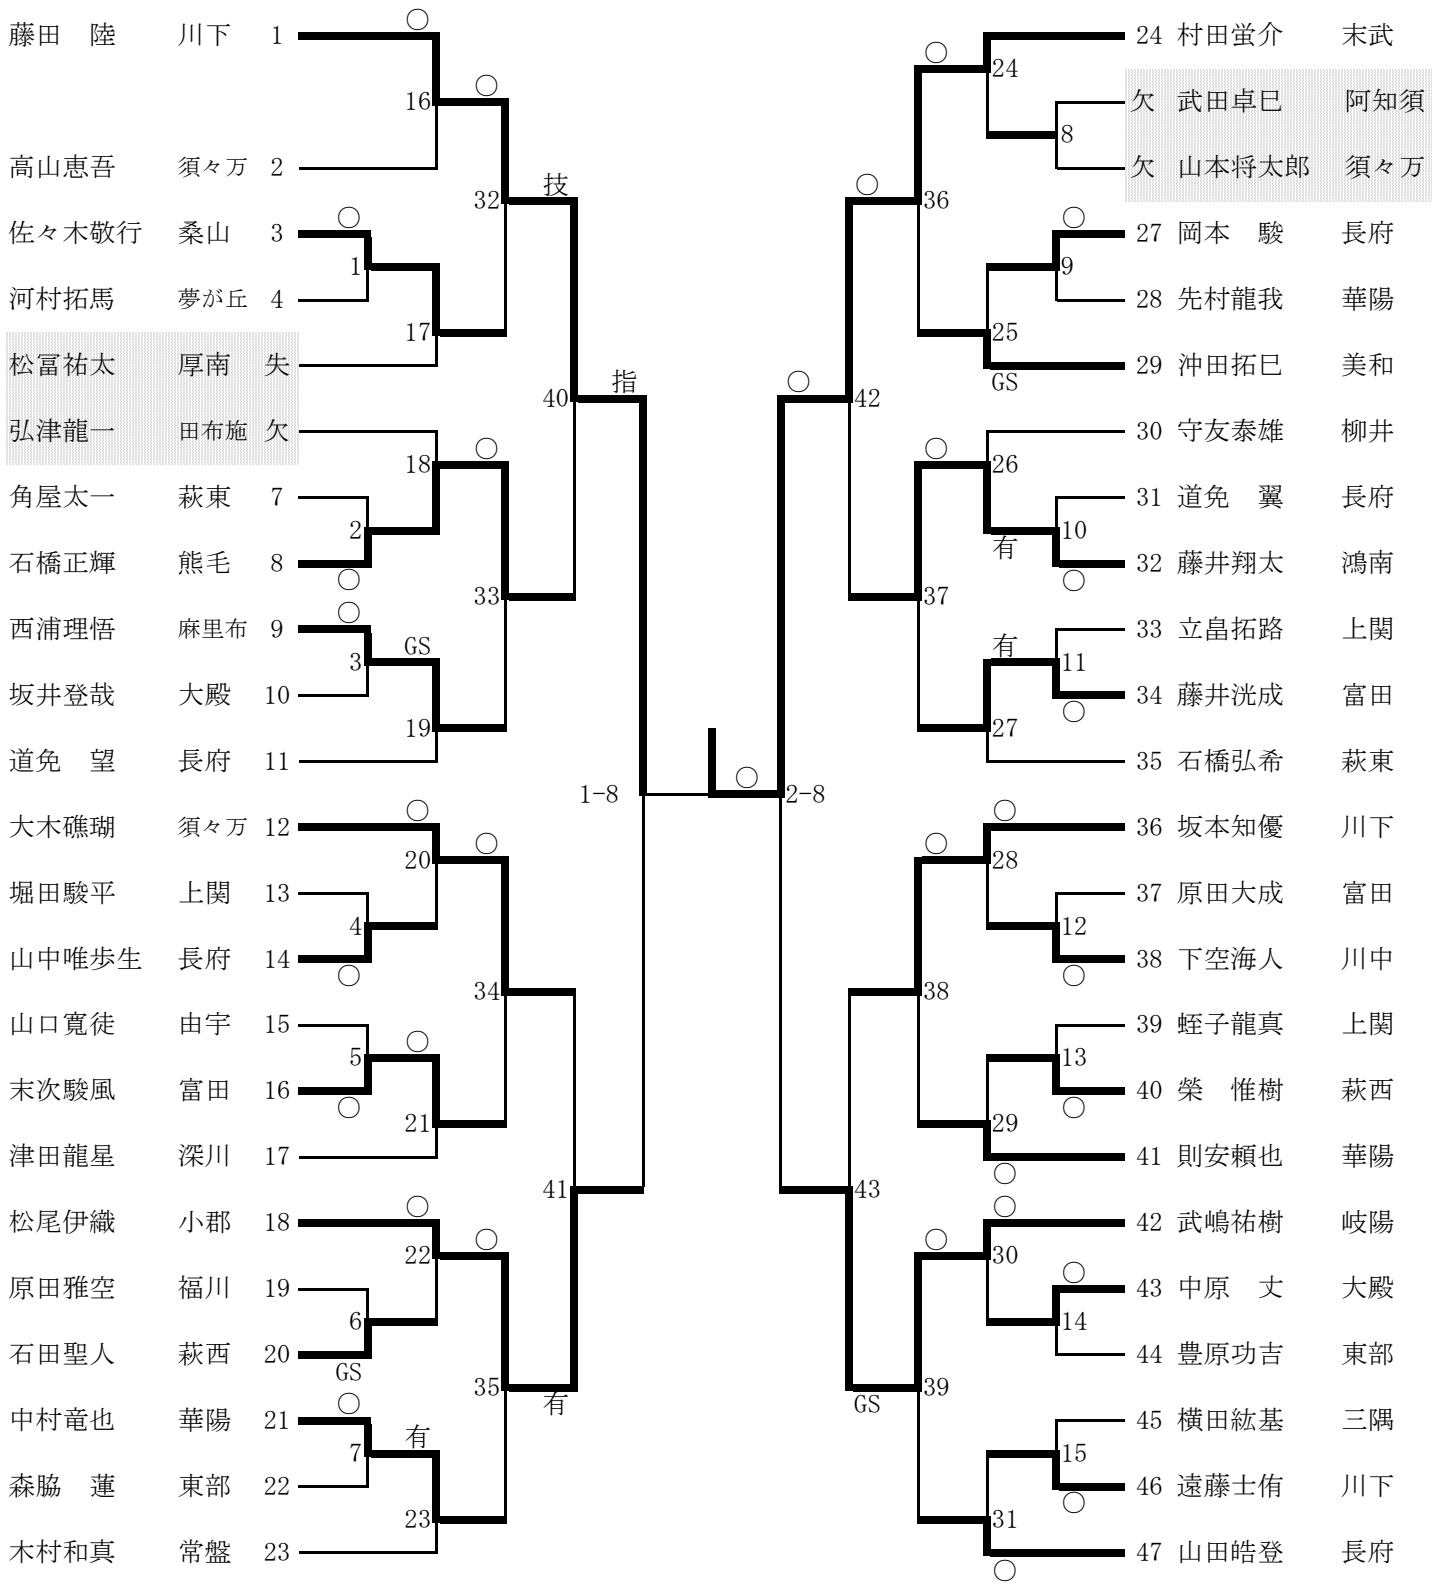 藤田　陸 川下 1
高山恵吾 須々万 2
佐々木敬行 桑山 3
河村拓馬 夢が丘 4
松冨祐太 厚南 失
弘津龍一 田布施 欠
角屋太一 萩東 7
石橋正輝 熊毛 8
西浦理悟 麻里布 9
坂井登哉 大殿 10
道免　望 長府 11
大木礁瑚 須々万 12
堀田駿平 上関 13
山中唯歩生 長府 14
山口寛徒 由宇 15
末次駿風 富田 16
津田龍星 深川 17
松尾伊織 小郡 18
原田雅空 福川 19
石田聖人 萩西 20
中村竜也 華陽 21
森脇　蓮 東部 22
木村和真 常盤 23
○
16
○
32
技
○
1
17
40
指
18
○
2
○
33
○
3
GS
19
1-8
○
2-8
○
20
○
4
○
34
5
○
○
21
41
○
22
○
6
GS
35
有
○
7
有
23
24 村田蛍介 末武
欠 武田卓巳 阿知須
欠 山本将太郎 須々万
27 岡本　駿 長府
28 先村龍我 華陽
29 沖田拓巳 美和
30 守友泰雄 柳井
31 道免　翼 長府
32 藤井翔太 鴻南
33 立畠拓路 上関
34 藤井洸成 富田
35 石橋弘希 萩東
36 坂本知優 川下
37 原田大成 富田
38 下空海人 川中
39 蛭子龍真 上関
40 榮　惟樹 萩西
41 則安頼也 華陽
42 武嶋祐樹 岐陽
43 中原　丈 大殿
44 豊原功吉 東部
45 横田紘基 三隅
46 遠藤士侑 川下
47 山田皓登 長府
○
24
8
○
36
○
9
25
GS
○
42
○
26
10
有
○
37
有
11
○
27
○
○
28
12
○
38
13
○
29
○
43
○
○
30
○
14
GS
39
15
○
31
○